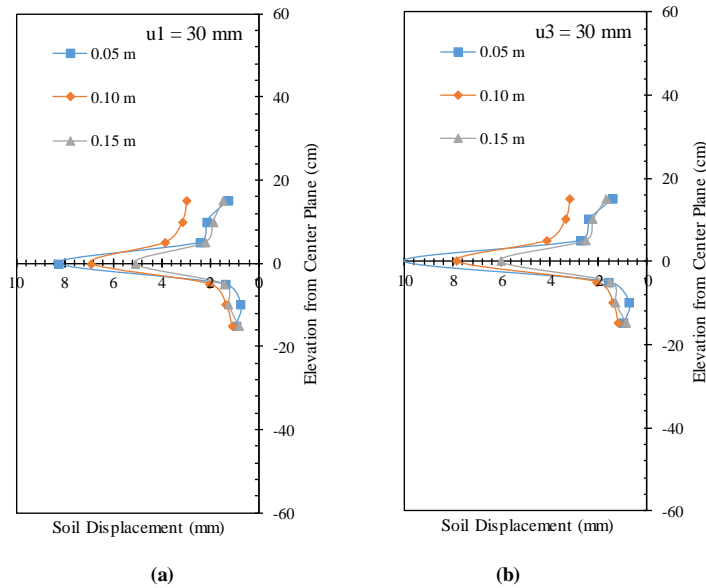 u1 = 30 mm
0.05 m
0.10 m
0.15 m
60
40
20
0
-20
-40
-60
10
8
6
4
2
0
Elevation from Center Plane (cm)
Soil Displacement (mm)
(a)
u3 = 30 mm
0.05 m
0.10 m
0.15 m
60
40
20
0
-20
-40
-60
10
8
6
4
2
0
Elevation from Center Plane (cm)
Soil Displacement (mm)
(b)